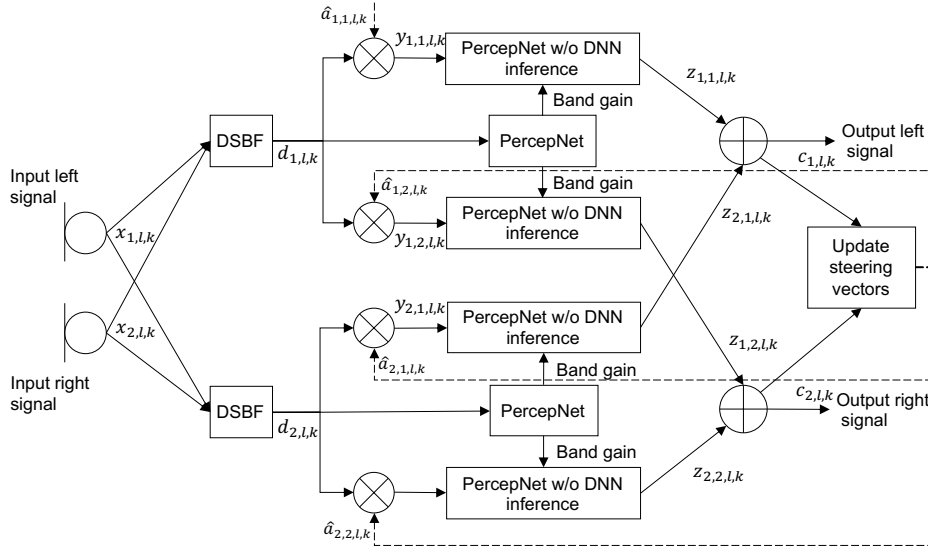 â₁,₁,ₗ,ₖ
y₁,₁,ₗ,ₖ
PercepNet w/o DNN
inference
z₁,₁,ₗ,ₖ
Band gain
DSBF
d₁,ₗ,ₖ
PercepNet
Output left
signal
c₁,ₗ,ₖ
Input left
signal
x₁,ₗ,ₖ
Band gain
â₁,₂,ₗ,ₖ
y₁,₂,ₗ,ₖ
PercepNet w/o DNN
inference
z₂,₁,ₗ,ₖ
Update
steering
vectors
x₂,ₗ,ₖ
Input right
signal
y₂,₁,ₗ,ₖ
PercepNet w/o DNN
inference
z₁,₂,ₗ,ₖ
â₂,₁,ₗ,ₖ
Band gain
DSBF
d₂,ₗ,ₖ
PercepNet
c₂,ₗ,ₖ
Output right
signal
Band gain
PercepNet w/o DNN
inference
z₂,₂,ₗ,ₖ
â₂,₂,ₗ,ₖ